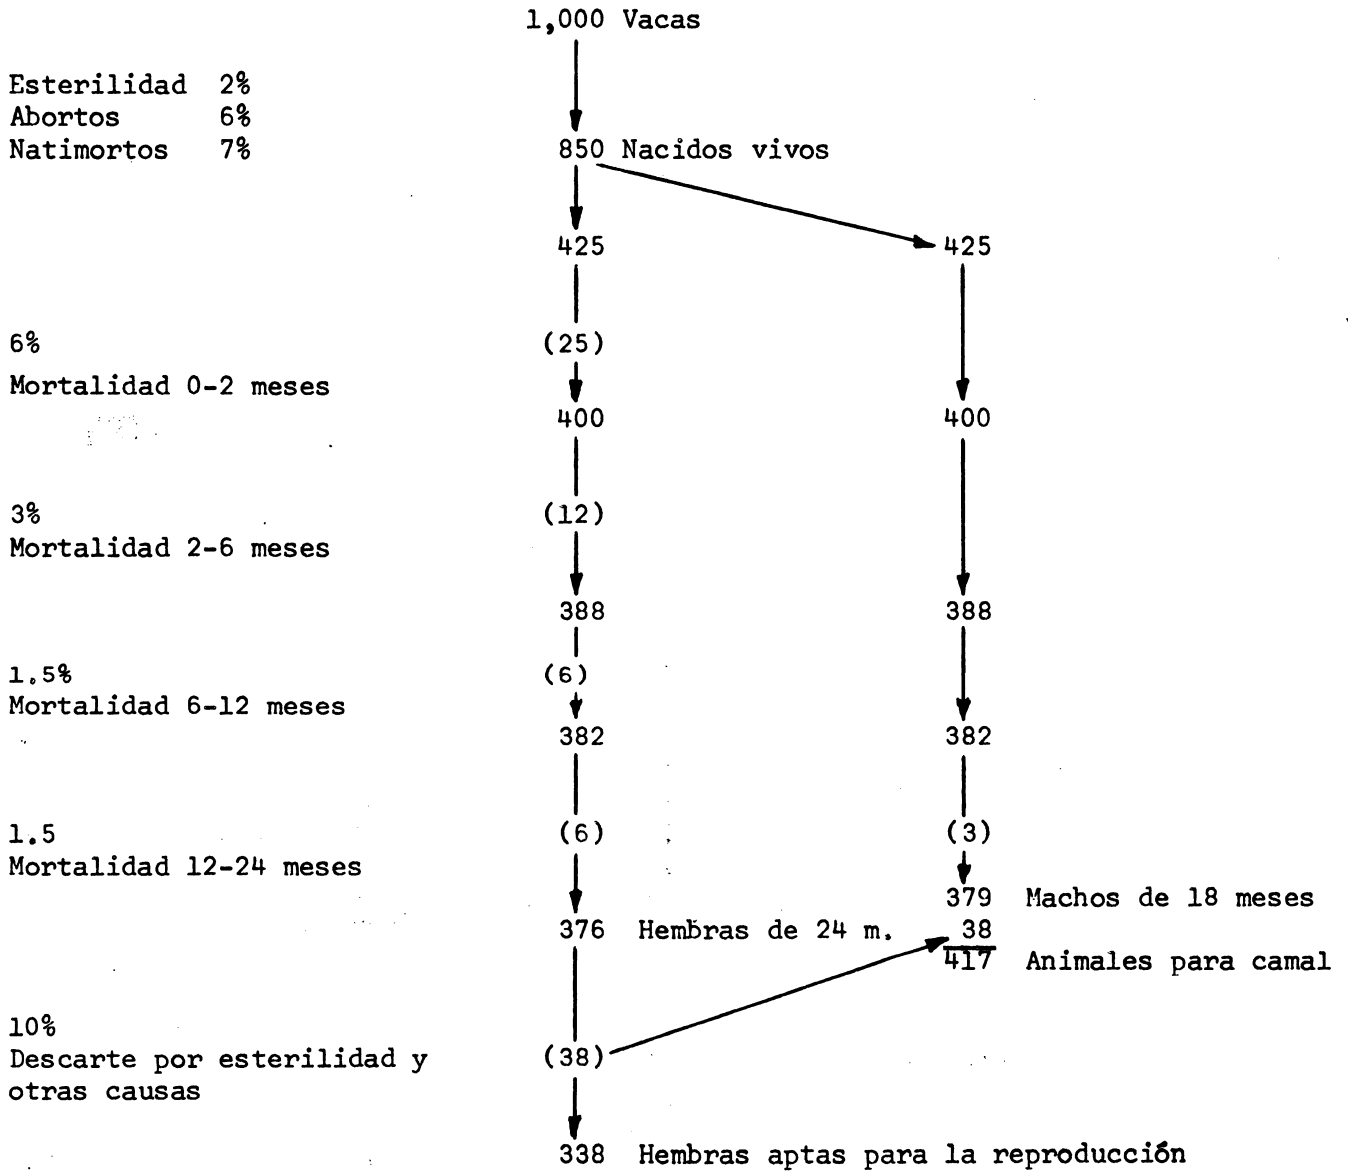 1,000 Vacas
Esterilidad 2%
Abortos 6%
Natimortos 7%
850 Nacidos vivos
425 425
6% (25)
Mortalidad 0-2 meses
400 400
3% (12)
Mortalidad 2-6 meses
388 388
1.5% (6)
Mortalidad 6-12 meses
382 382
1.5 (6) (3)
Mortalidad 12-24 meses
379 Machos de 18 meses
376 Hembras de 24 m. 38
417 Animales para camal
10%
Descarte por esterilidad y (38)
otras causas
338 Hembras aptas para la reproducción